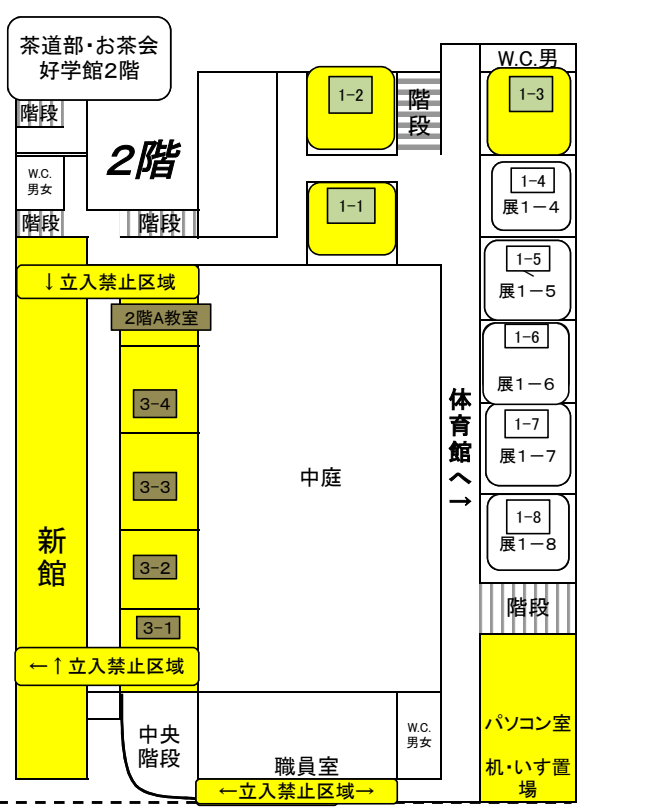 茶道部・お茶会
好学館2階
階段
W.C.
男女
階段
2階
階段
1-2
階
段
W.C.男
1-3
1-1
1-4
展1-4
1-5
展1-5
1-6
展1-6
1-7
展1-7
1-8
展1-8
階段
↓立入禁止区域
2階A教室
3-4
3-3
3-2
3-1
新
館
←↑立入禁止区域
中庭
体
育
館
へ
→
中央
階段
職員室
W.C.
男女
←立入禁止区域→
パソコン室
机・いす置
場